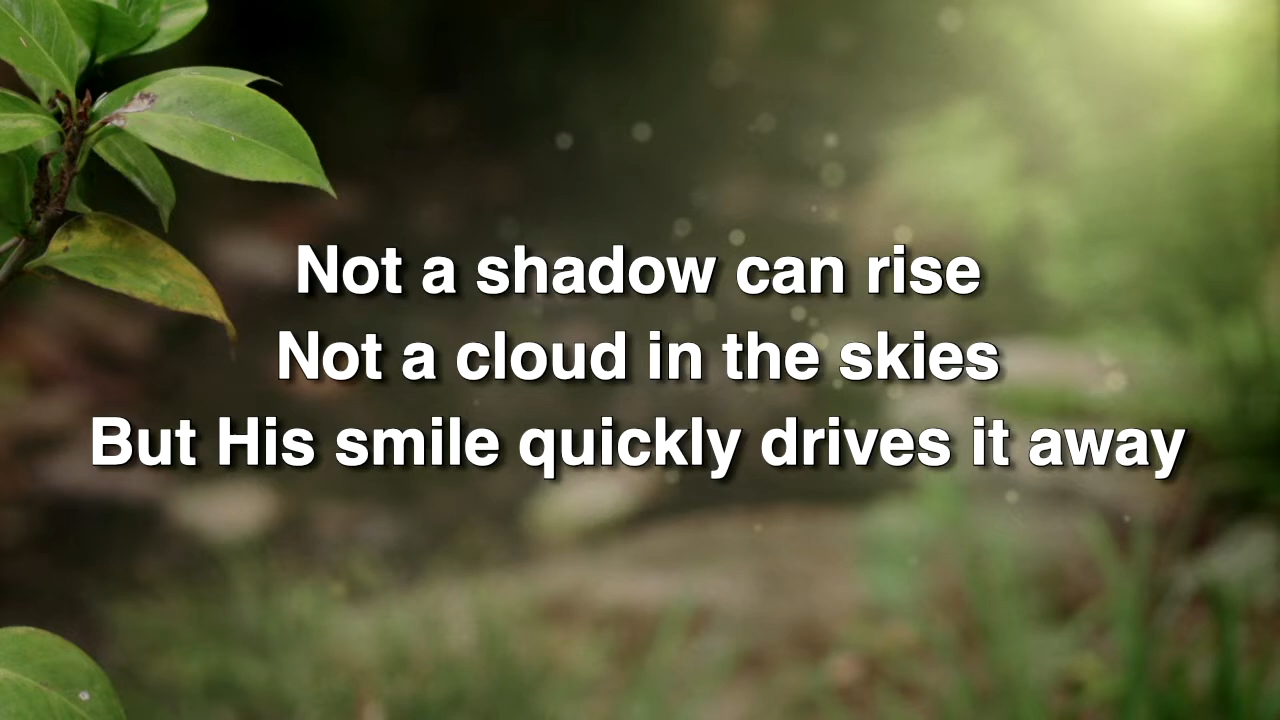 Not a shadow can rise
Not a cloud in the skies
But His smile quickly drives it away